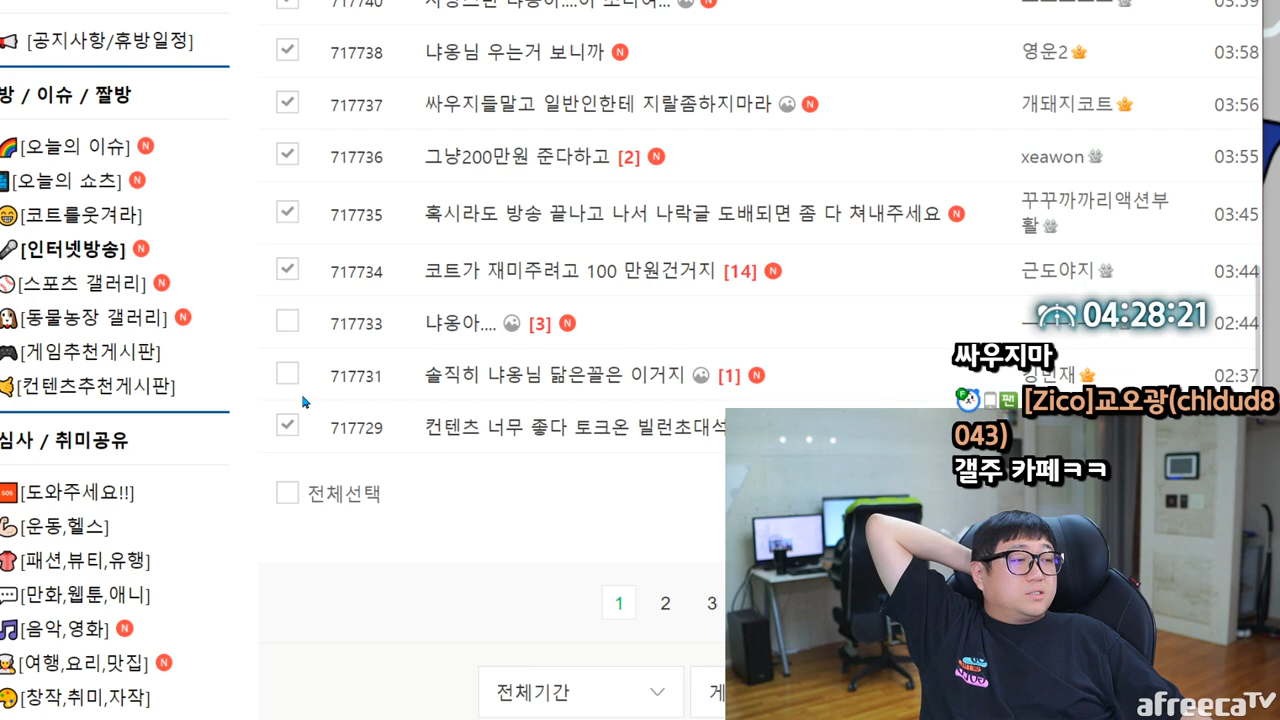 [공지사항/휴방일정]
방 / 이슈 / 짤방
[오늘의 이슈] N
[오늘의 쇼츠] N
[코트를웃겨라]
[인터넷방송] N
[스포츠 갤러리] N
[동물농장 갤러리] N
[게임추천게시판]
[컨텐츠추천게시판]
심사 / 취미공유
SOS [도와주세요!!]
[운동,헬스]
[패션,뷰티,유행]
[만화,웹툰,애니]
[음악,영화] N
[여행,요리,맛집] N
[창작,취미,자작]
717740 N 03:59
717738 냐옹님 우는거 보니까 N 영운2 03:58
717737 싸우지들말고 일반인한테 지랄좀하지마라 N 개돼지코트 03:56
717736 그냥200만원 준다하고 [2] N xeawon 03:55
717735 혹시라도 방송 끝나고 나서 나락글 도배되면 좀 다 쳐내주세요 N 꾸꾸까까리액션부
활 03:45
717734 코트가 재미주려고 100 만원건거지 [14] N 근도야지 03:44
717733 냐옹아.... [3] N 02:44
717731 솔직히 냐옹님 닮은꼴은 이거지 [1] N 02:37
717729 컨텐츠 너무 좋다 토크온 빌런초대석
전체선택
1 2 3
전체기간
게
04:28:21
싸우지마
F 팬 [Zico]교오광(chldud8
043)
갤주 카페ㅋㅋ
afreecaTV